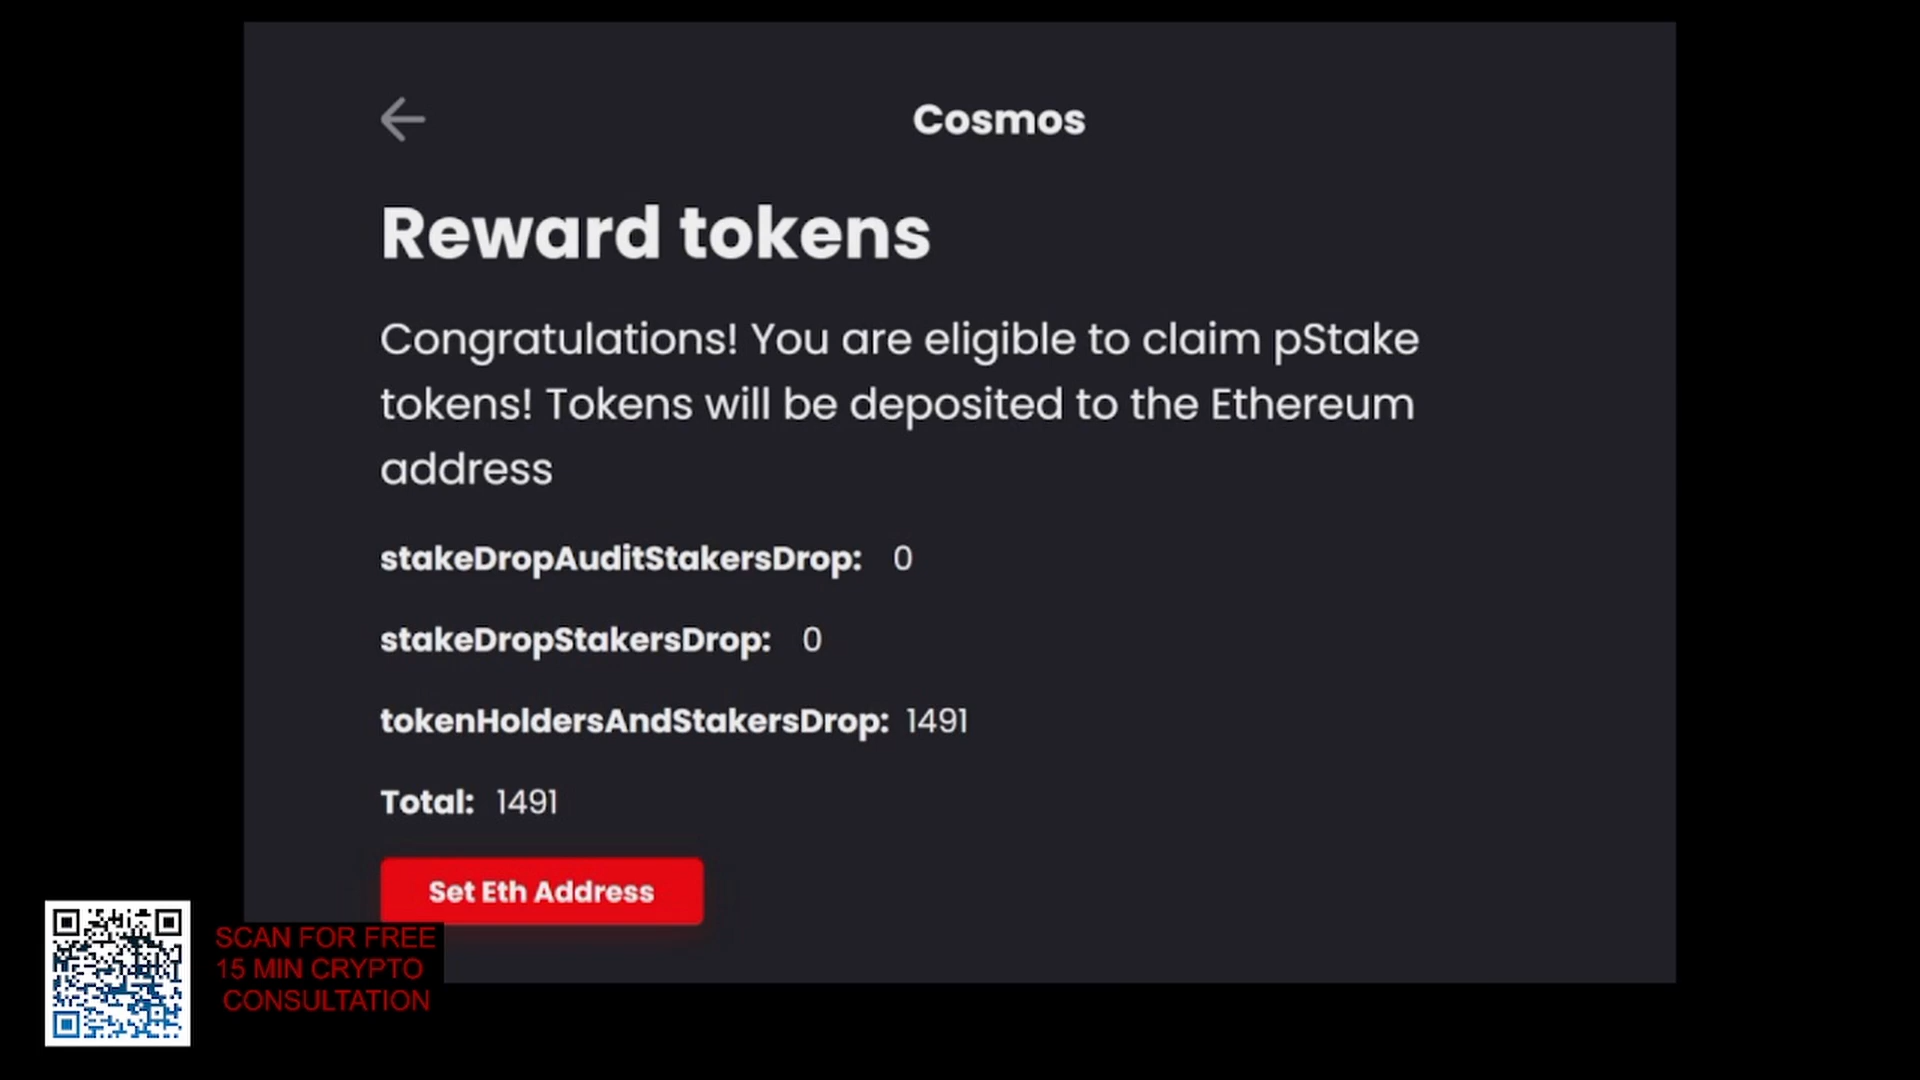 Cosmos
Reward tokens
Congratulations! You are eligible to claim pStake
tokens! Tokens will be deposited to the Ethereum
address
stakeDropAuditStakersDrop: 0
stakeDropStakersDrop: 0
tokenHoldersAndStakersDrop: 1491
Total: 1491
Set Eth Address
SCAN FOR FREE
15 MIN CRYPTO
CONSULTATION